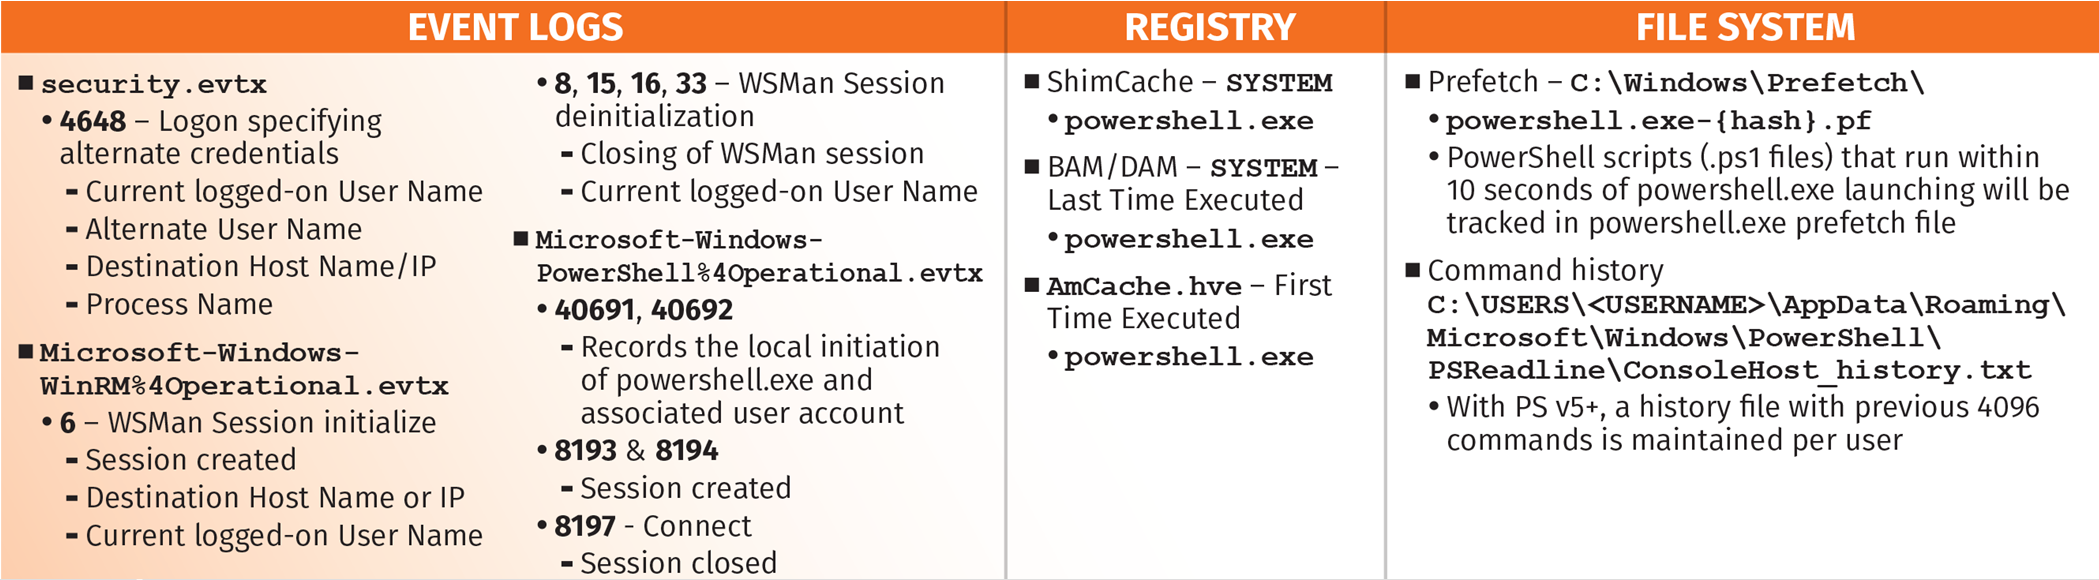 EVENT LOGS
■ security.evtx
• 4648 – Logon specifying
alternate credentials
- Current logged-on User Name
- Alternate User Name
- Destination Host Name/IP
- Process Name
■ Microsoft-Windows-
WinRM%4Operational.evtx
• 6 – WSMan Session initialize
- Session created
- Destination Host Name or IP
- Current logged-on User Name
• 8, 15, 16, 33 – WSMan Session
deinitialization
- Closing of WSMan session
- Current logged-on User Name
■ Microsoft-Windows-
PowerShell%4Operational.evtx
• 40691, 40692
- Records the local initiation
of powershell.exe and
associated user account
• 8193 & 8194
- Session created
• 8197 - Connect
- Session closed
REGISTRY
■ ShimCache – SYSTEM
• powershell.exe
■ BAM/DAM – SYSTEM –
Last Time Executed
• powershell.exe
■ AmCache.hve – First
Time Executed
• powershell.exe
FILE SYSTEM
■ Prefetch – C:\Windows\Prefetch\
• powershell.exe-{hash}.pf
• PowerShell scripts (.ps1 files) that run within
10 seconds of powershell.exe launching will be
tracked in powershell.exe prefetch file
■ Command history
C:\USERS\<USERNAME>\AppData\Roaming\
Microsoft\Windows\PowerShell\
PSReadline\ConsoleHost_history.txt
• With PS v5+, a history file with previous 4096
commands is maintained per user